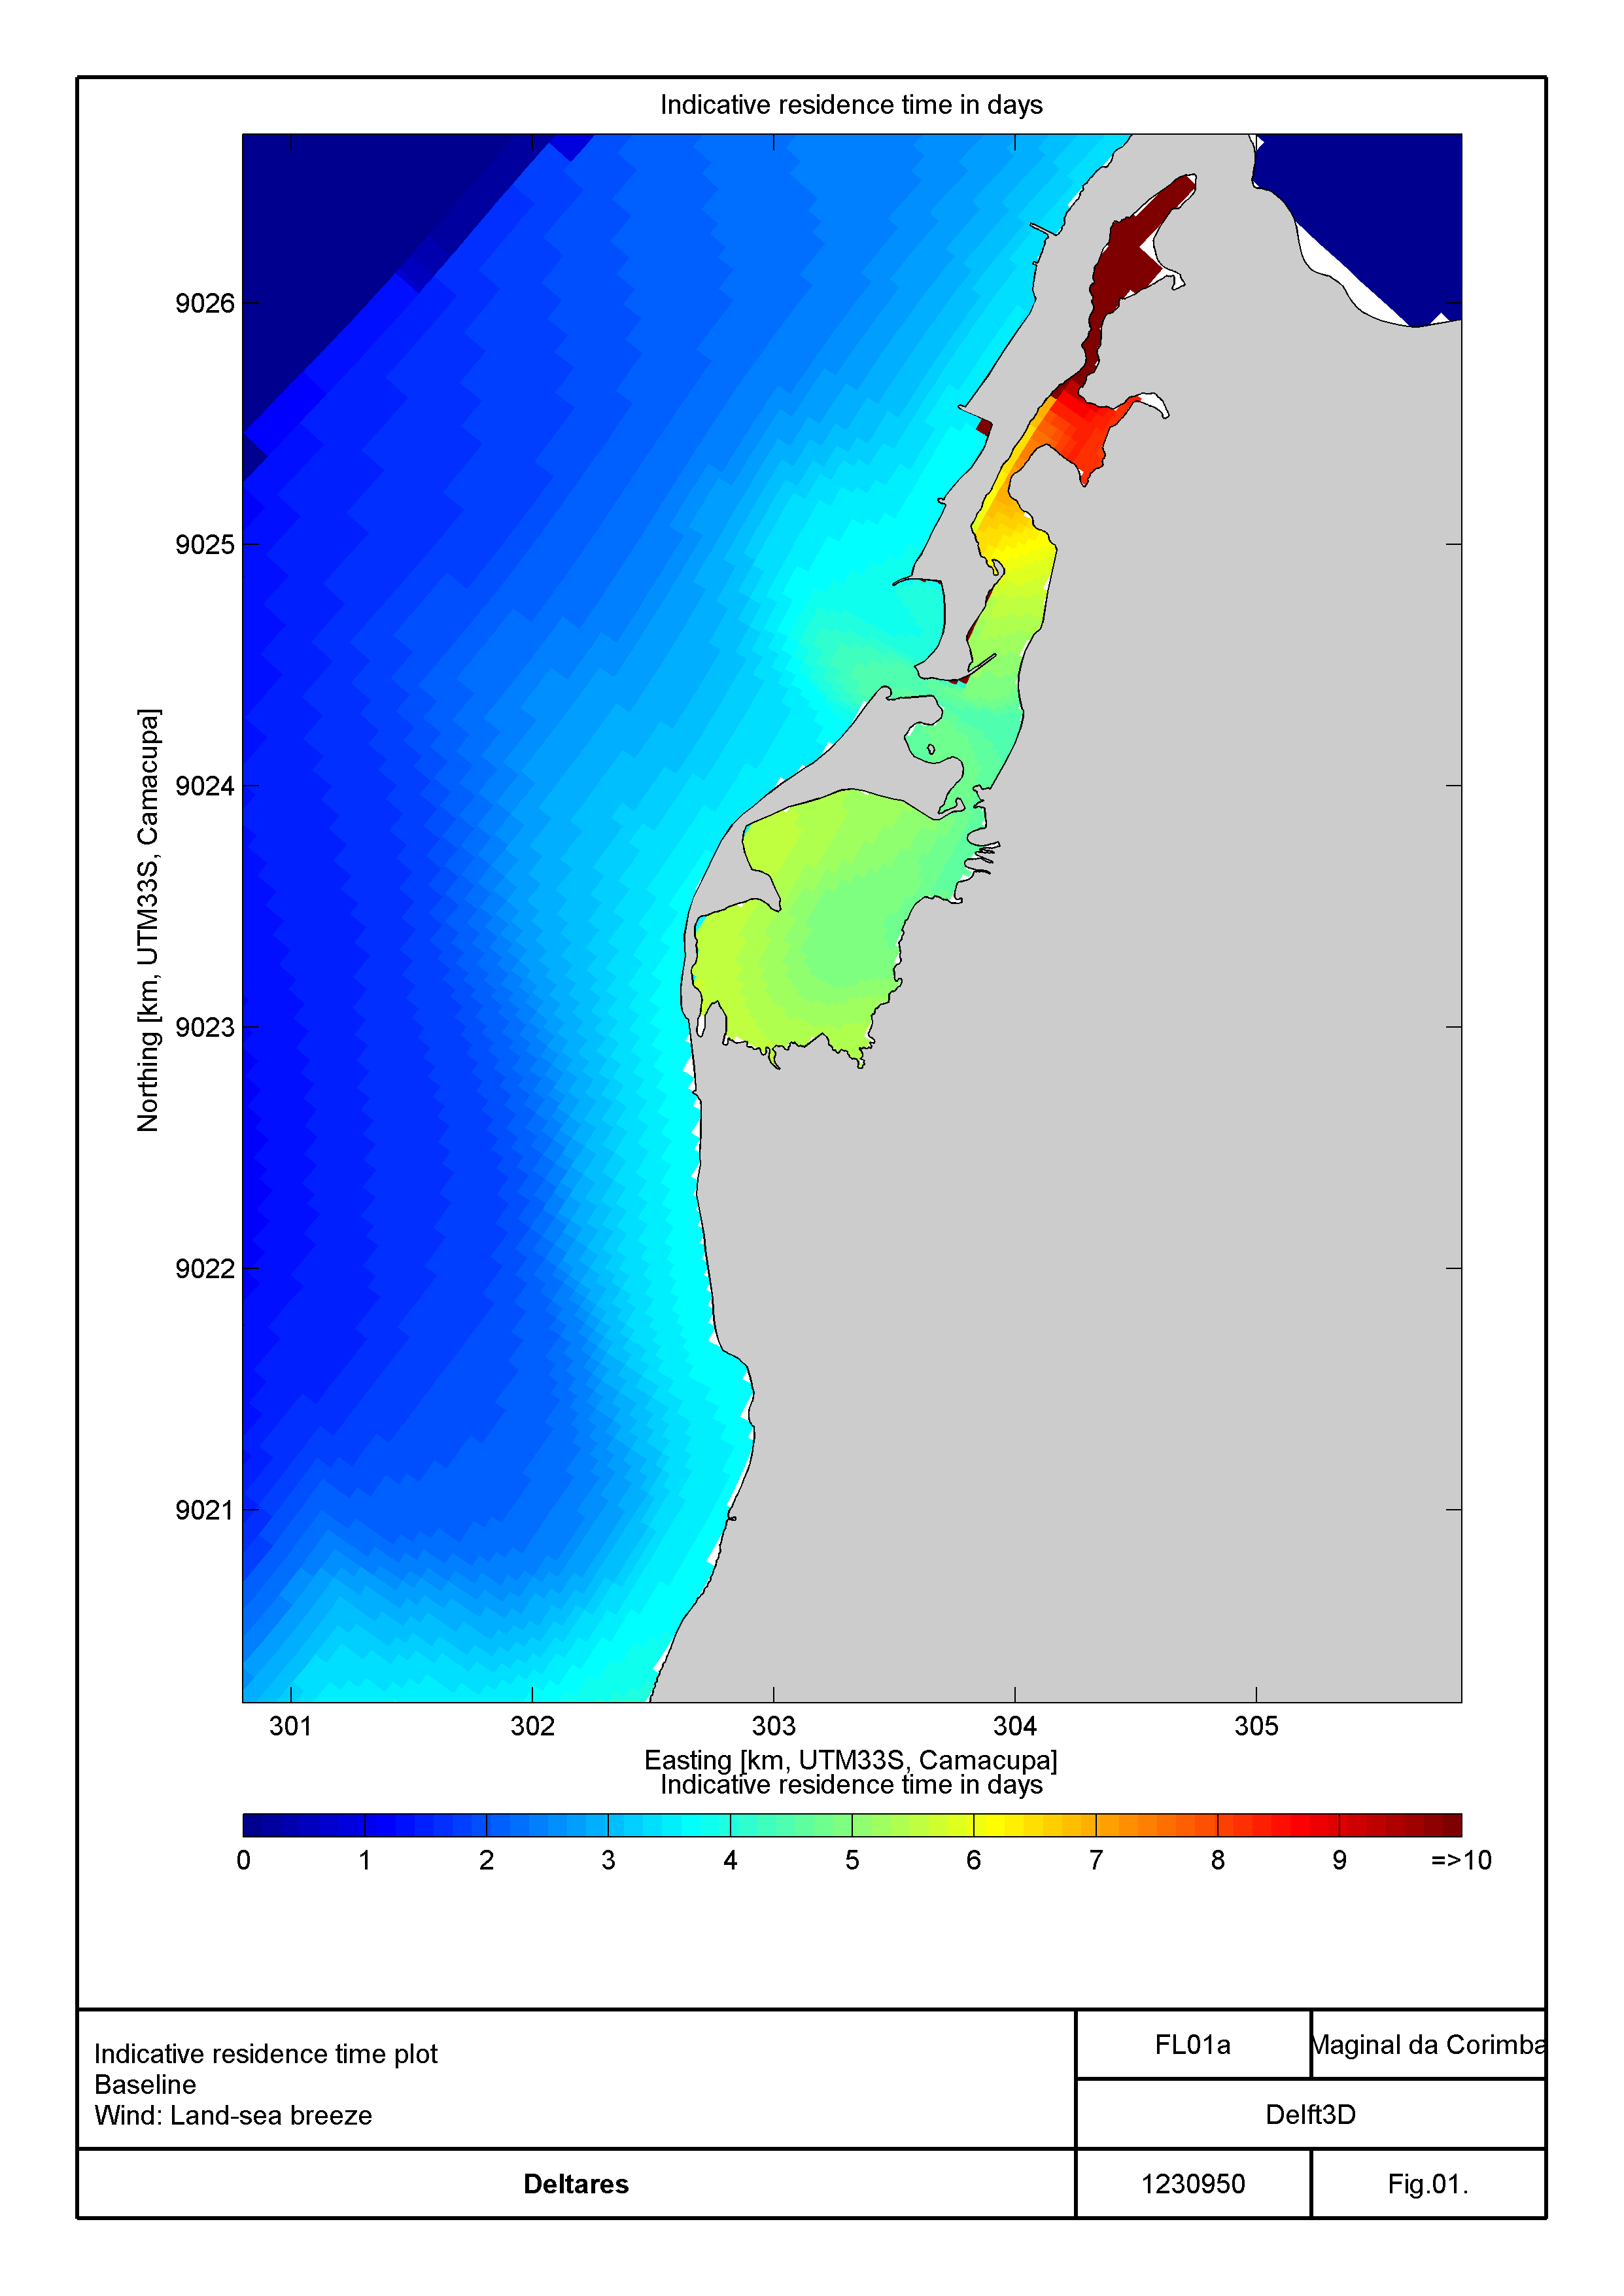 Indicative residence time in days
9026
9025
9024
9023
9022
9021
Northing [km, UTM33S, Camacupa]
301 302 303 304 305
Easting [km, UTM33S, Camacupa]
Indicative residence time in days
0 1 2 3 4 5 6 7 8 9 =>10
Indicative residence time plot
Baseline
Wind: Land-sea breeze
FL01a
Maginal da Corimba
Delft3D
Deltares
1230950
Fig.01.